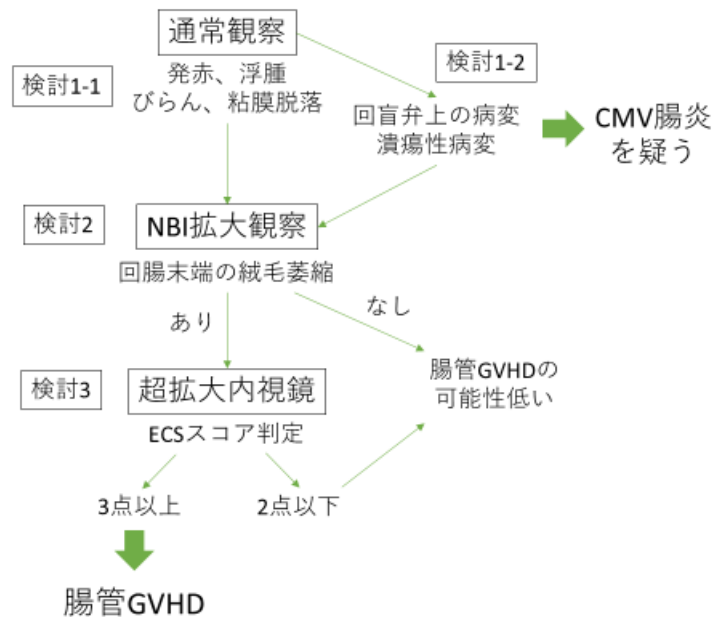 通常観察
検討1-1
発赤、浮腫
びらん、粘膜脱落
検討1-2
回盲弁上の病変
潰瘍性病変
CMV腸炎
を疑う
検討2
NBI拡大観察
回腸末端の絨毛萎縮
あり
なし
腸管GVHDの
可能性低い
検討3
超拡大内視鏡
ECSスコア判定
3点以上
2点以下
腸管GVHD